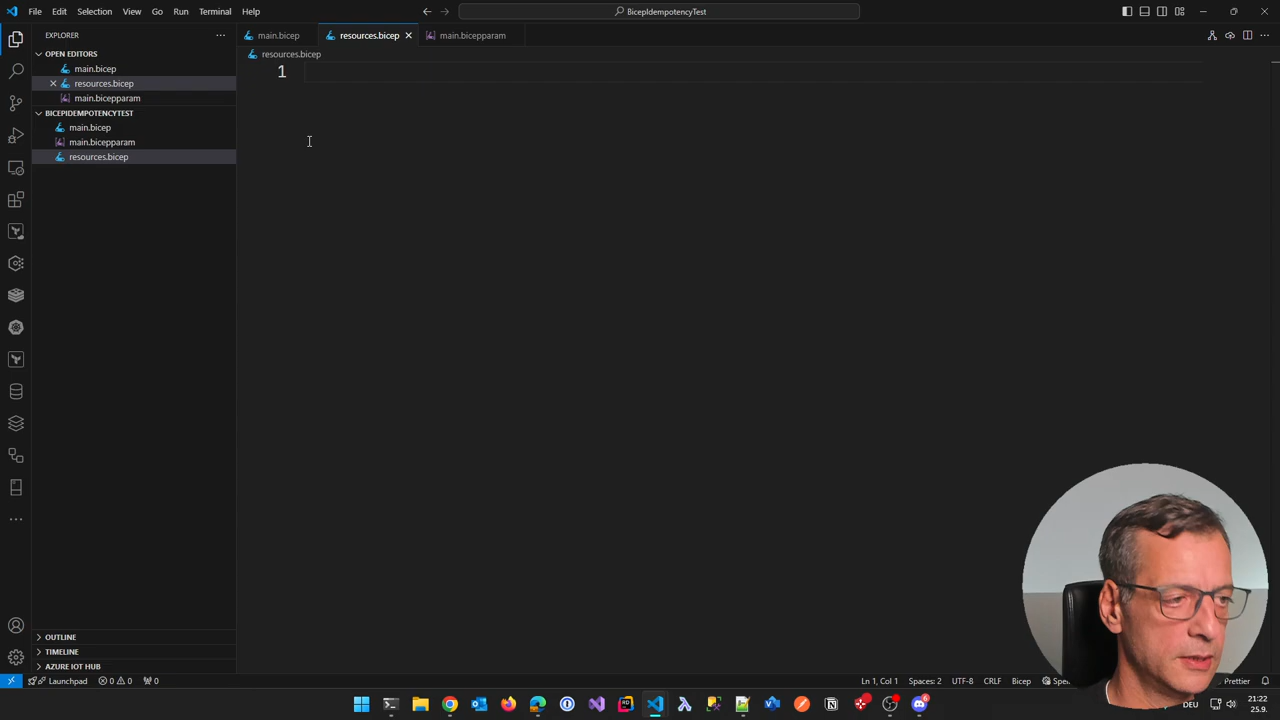 File Edit Selection View Go Run Terminal Help
BicepIdempotencyTest
EXPLORER
OPEN EDITORS
main.bicep
resources.bicep
main.bicepparam
BICEPIDEMPOTENCYTEST
main.bicep
main.bicepparam
resources.bicep
OUTLINE
TIMELINE
AZURE IOT HUB
main.bicep
resources.bicep
main.bicepparam
resources.bicep
1
Launchpad 0 0 0
Ln 1, Col 1 Spaces: 2 UTF-8 CRLF Bicep Prettier
6
DEU
21:22
25.9.